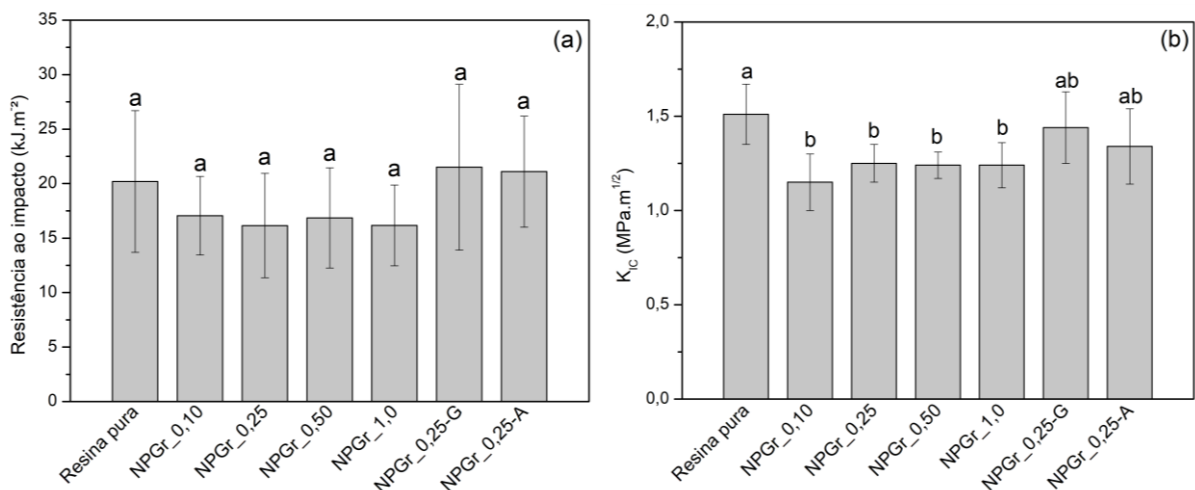 (a)
Resistência ao impacto (kJ.m⁻²)
35
30
25
20
15
10
5
0
a
a
a
a
a
a
a
Resina pura
NPGr_0,10
NPGr_0,25
NPGr_0,50
NPGr_1,0
NPGr_0,25-G
NPGr_0,25-A
(b)
K_IC (MPa.m^1/2)
2,0
1,5
1,0
0,5
0,0
a
b
b
b
b
ab
ab
Resina pura
NPGr_0,10
NPGr_0,25
NPGr_0,50
NPGr_1,0
NPGr_0,25-G
NPGr_0,25-A